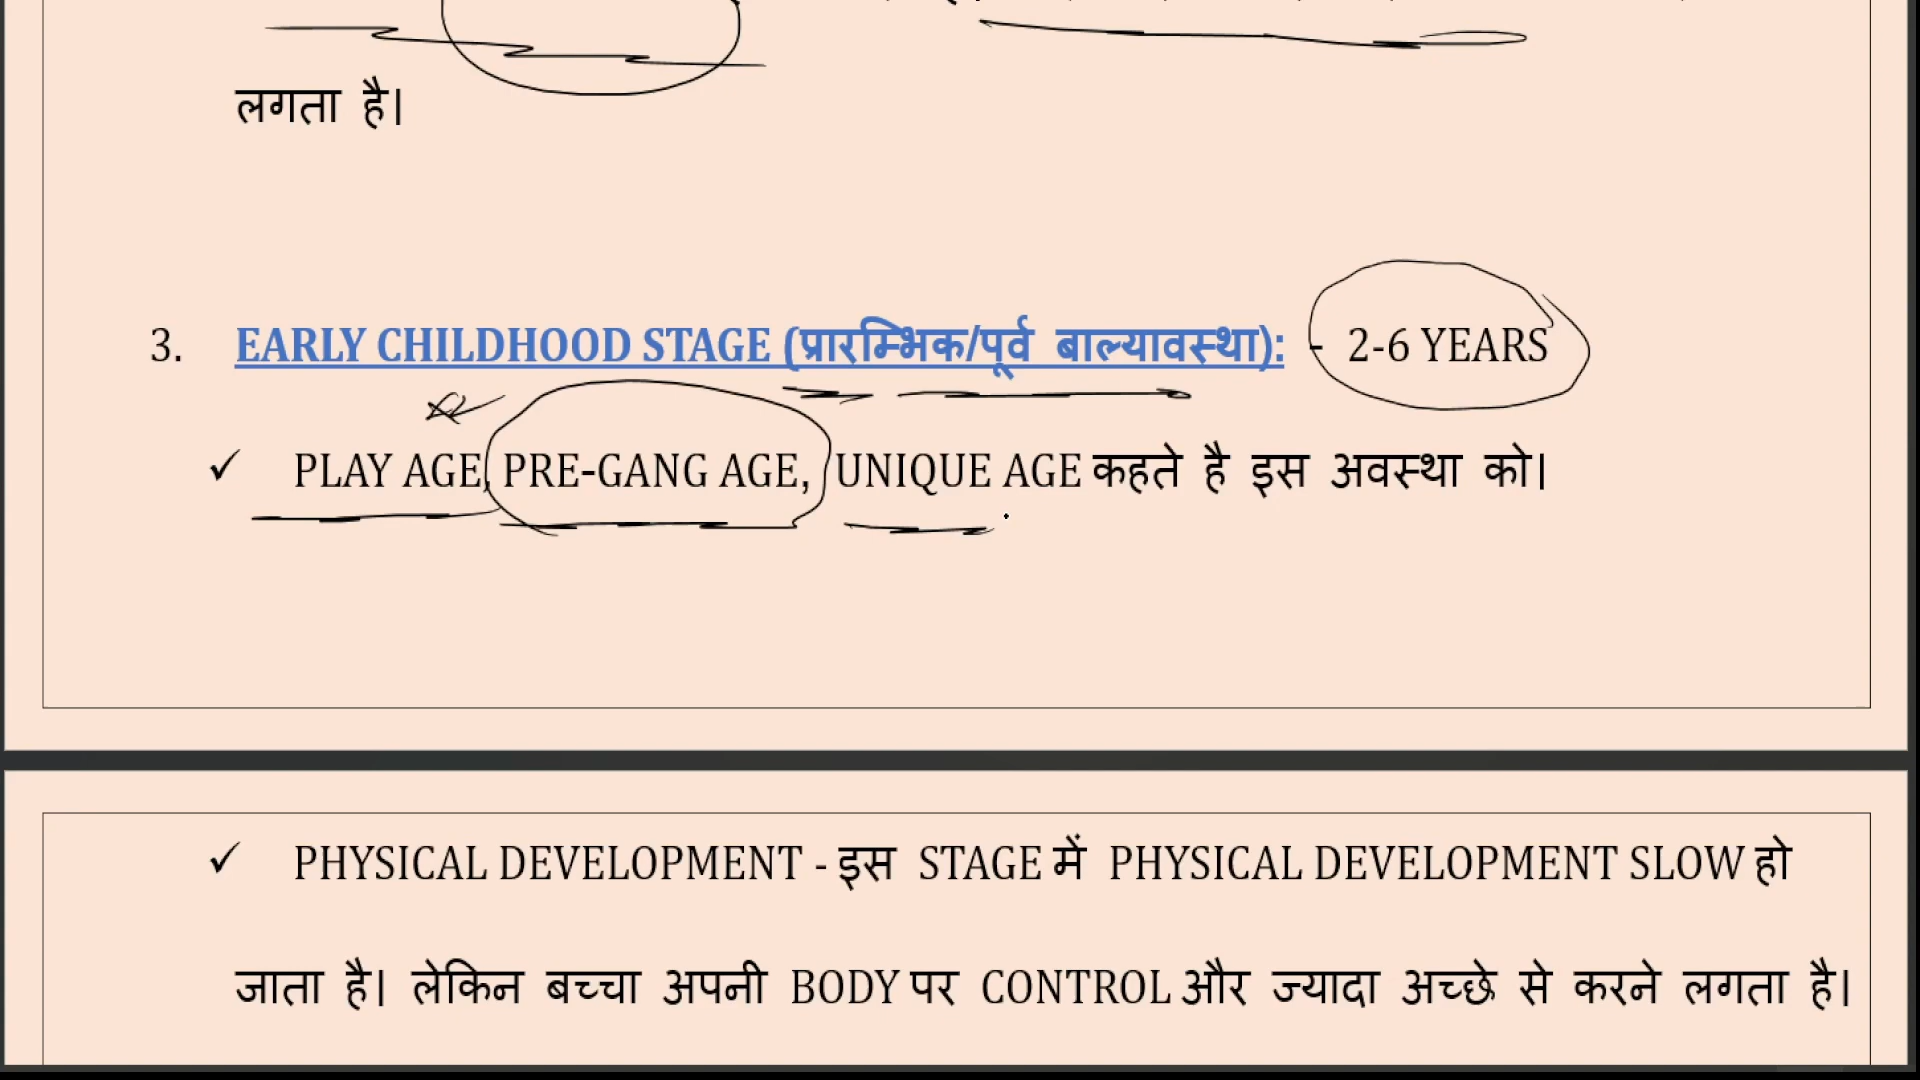 लगता है।
3. EARLY CHILDHOOD STAGE (प्रारम्भिक/पूर्व बाल्यावस्था): - 2-6 YEARS
✓ PLAY AGE, PRE-GANG AGE, UNIQUE AGE कहते है इस अवस्था को।
✓ PHYSICAL DEVELOPMENT - इस STAGE में PHYSICAL DEVELOPMENT SLOW हो
जाता है। लेकिन बच्चा अपनी BODY पर CONTROL और ज्यादा अच्छे से करने लगता है।